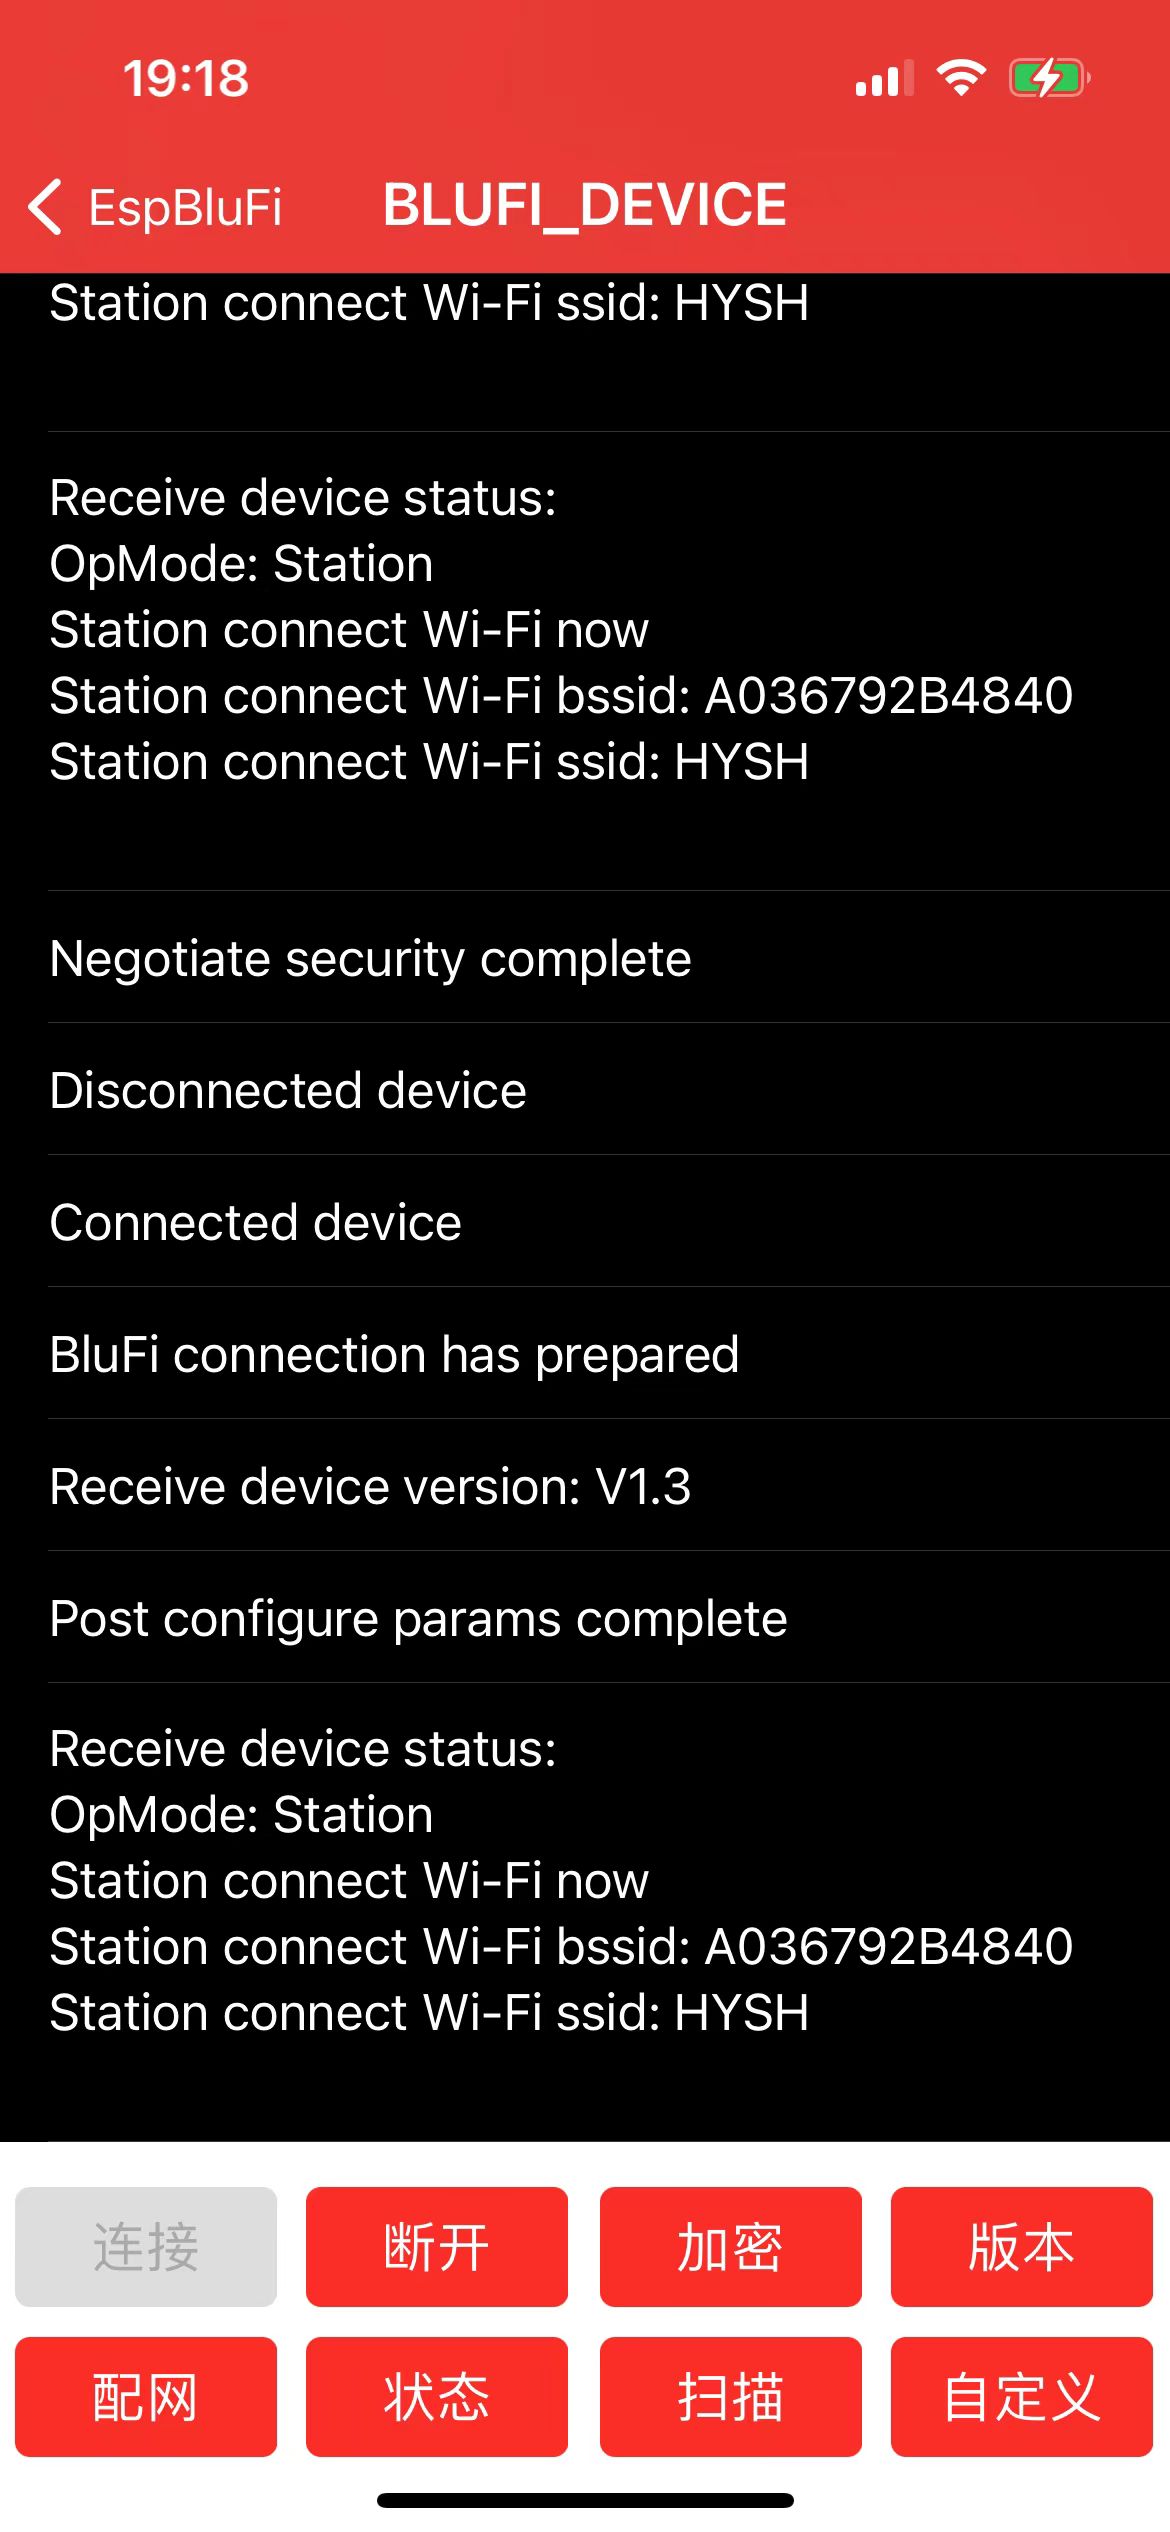 19:18
EspBluFi
BLUFI_DEVICE
Station connect Wi-Fi ssid: HYSH
Receive device status:
OpMode: Station
Station connect Wi-Fi now
Station connect Wi-Fi bssid: A036792B4840
Station connect Wi-Fi ssid: HYSH
Negotiate security complete
Disconnected device
Connected device
BluFi connection has prepared
Receive device version: V1.3
Post configure params complete
Receive device status:
OpMode: Station
Station connect Wi-Fi now
Station connect Wi-Fi bssid: A036792B4840
Station connect Wi-Fi ssid: HYSH
连接 断开 加密 版本
配网 状态 扫描 自定义